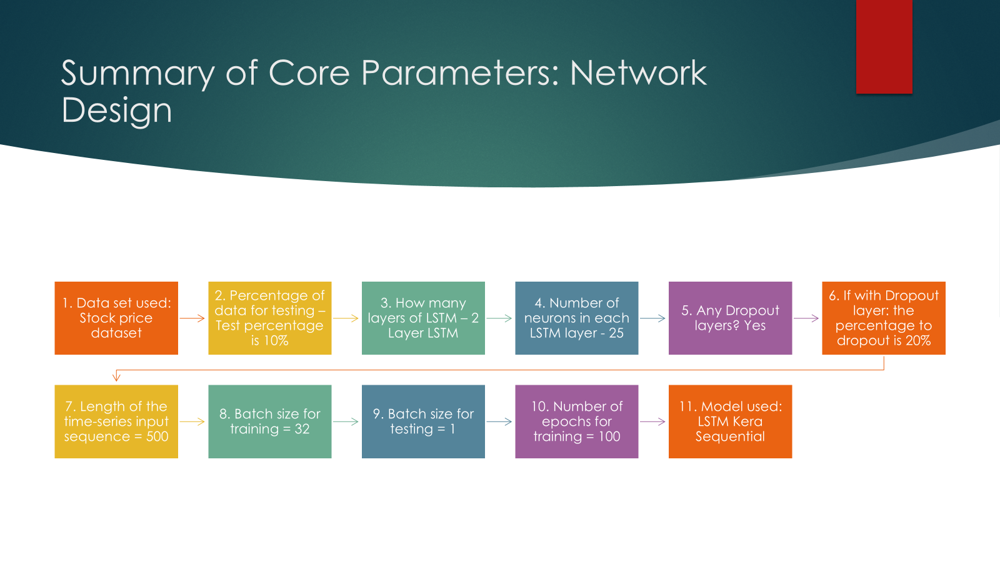 Summary of Core Parameters: Network
Design
1. Data set used:
Stock price
dataset
2. Percentage of
data for testing –
Test percentage
is 10%
3. How many
layers of LSTM – 2
Layer LSTM
4. Number of
neurons in each
LSTM layer - 25
5. Any Dropout
layers? Yes
6. If with Dropout
layer: the
percentage to
dropout is 20%
7. Length of the
time-series input
sequence = 500
8. Batch size for
training = 32
9. Batch size for
testing = 1
10. Number of
epochs for
training = 100
11. Model used:
LSTM Kera
Sequential